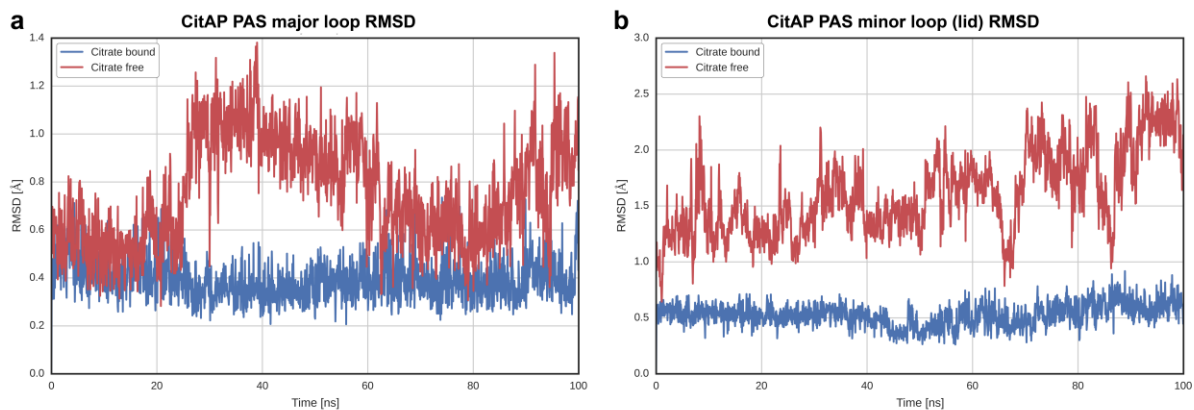 a
CitAP PAS major loop RMSD
Citrate bound
Citrate free
1.4
1.2
1.0
0.8
0.6
0.4
0.2
0.0
RMSD [Å]
0 20 40 60 80 100
Time [ns]
b
CitAP PAS minor loop (lid) RMSD
Citrate bound
Citrate free
3.0
2.5
2.0
1.5
1.0
0.5
0.0
RMSD [Å]
0 20 40 60 80 100
Time [ns]